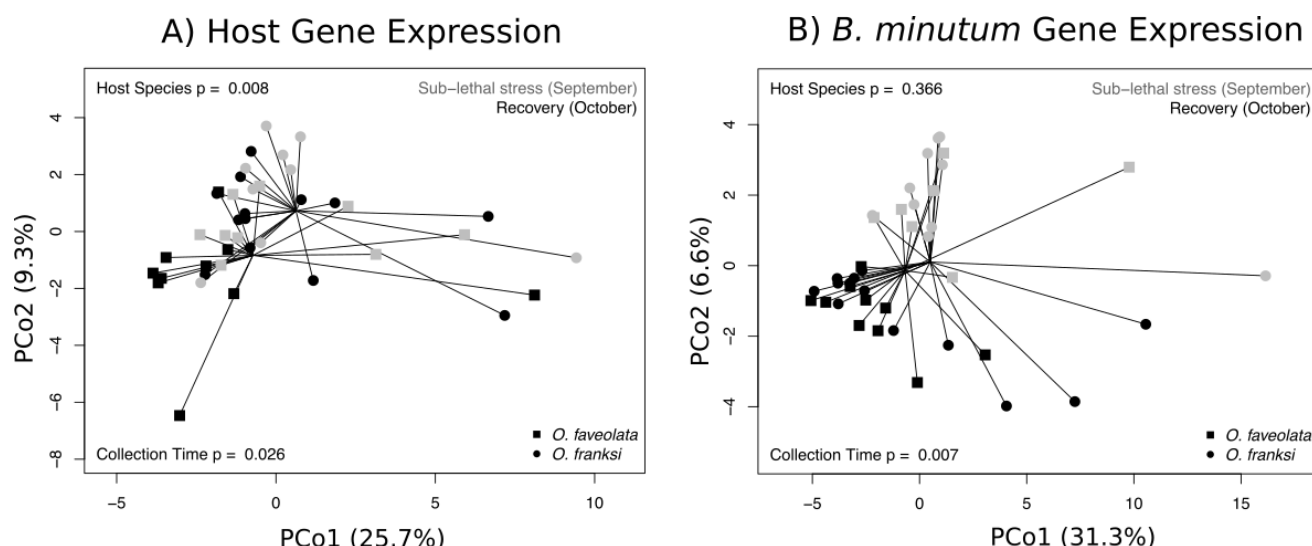 A) Host Gene Expression
Host Species p = 0.008
Sub-lethal stress (September)
Recovery (October)
4
2
0
−2
−4
−6
−8
PCo2 (9.3%)
O. faveolata
O. franksi
Collection Time p = 0.026
−5
0
5
10
PCo1 (25.7%)
B) B. minutum Gene Expression
Host Species p = 0.366
Sub-lethal stress (September)
Recovery (October)
4
2
0
−2
−4
PCo2 (6.6%)
O. faveolata
O. franksi
Collection Time p = 0.007
−5
0
5
10
15
PCo1 (31.3%)